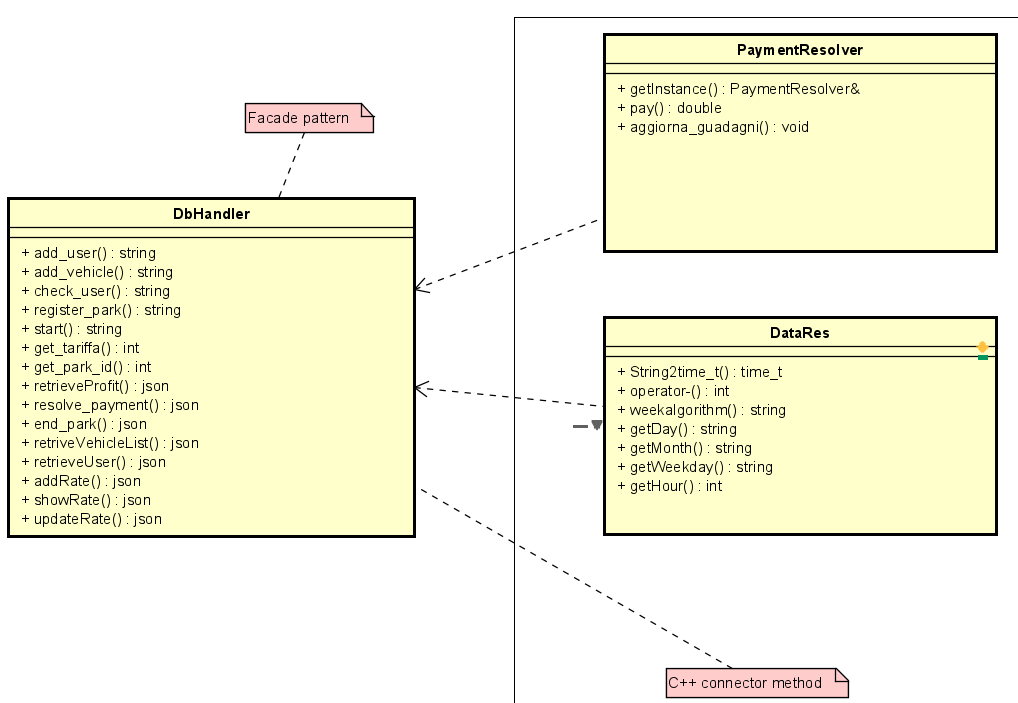 Facade pattern
DbHandler
+ add_user() : string
+ add_vehicle() : string
+ check_user() : string
+ register_park() : string
+ start() : string
+ get_tariffa() : int
+ get_park_id() : int
+ retrieveProfit() : json
+ resolve_payment() : json
+ end_park() : json
+ retriveVehicleList() : json
+ retrieveUser() : json
+ addRate() : json
+ showRate() : json
+ updateRate() : json
PaymentResolver
+ getInstance() : PaymentResolver&
+ pay() : double
+ aggiorna_guadagni() : void
DataRes
+ String2time_t() : time_t
+ operator-() : int
+ weekalgorithm() : string
+ getDay() : string
+ getMonth() : string
+ getWeekday() : string
+ getHour() : int
C++ connector method